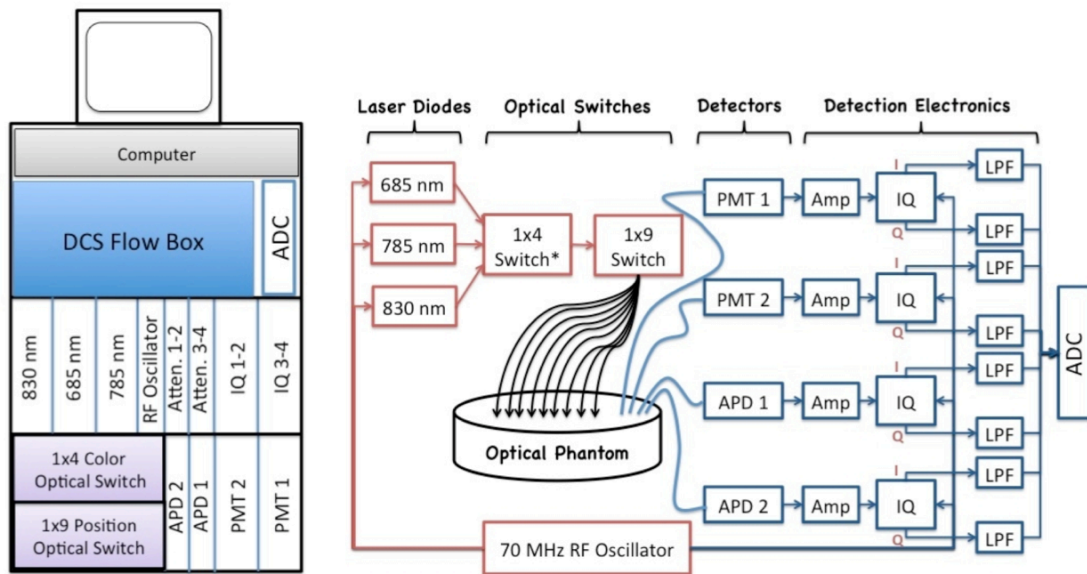 Computer
DCS Flow Box
ADC
830 nm
685 nm
785 nm
RF Oscillator
Atten. 1-2
Atten. 3-4
IQ 1-2
IQ 3-4
1x4 Color
Optical Switch
1x9 Position
Optical Switch
APD 2
APD 1
PMT 2
PMT 1
Laser Diodes
Optical Switches
Detectors
Detection Electronics
685 nm
785 nm
830 nm
1x4
Switch*
1x9
Switch
Optical Phantom
70 MHz RF Oscillator
PMT 1
Amp
I
IQ
Q
LPF
LPF
PMT 2
Amp
I
IQ
Q
LPF
LPF
APD 1
Amp
I
IQ
Q
LPF
LPF
APD 2
Amp
I
IQ
Q
LPF
LPF
ADC